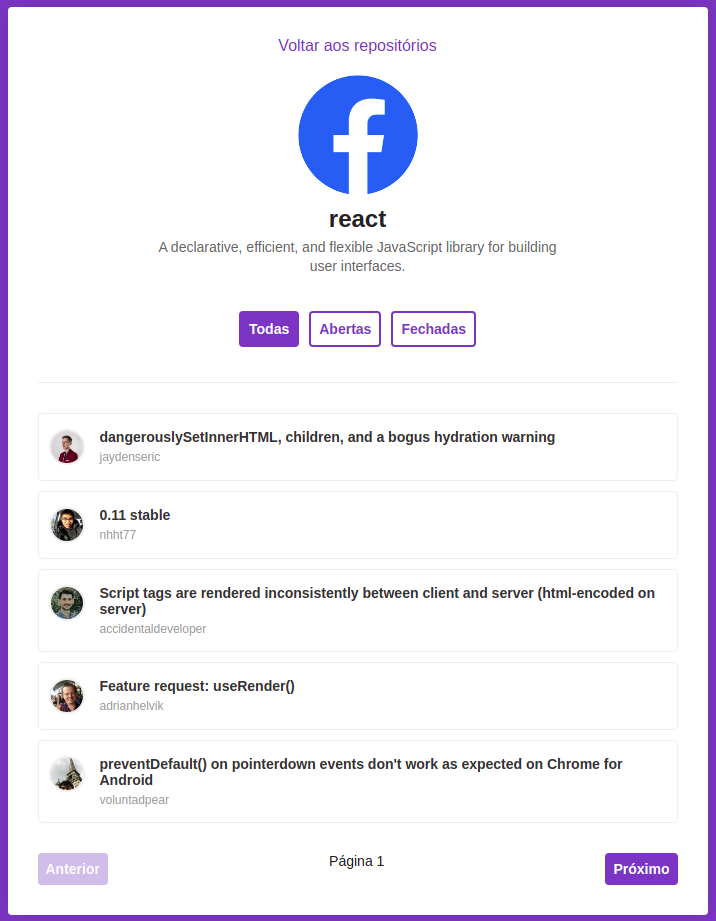 Voltar aos repositórios
react
A declarative, efficient, and flexible JavaScript library for building
user interfaces.
Todas
Abertas
Fechadas
dangerouslySetInnerHTML, children, and a bogus hydration warning
jaydenseric
0.11 stable
nhht77
Script tags are rendered inconsistently between client and server (html-encoded on
server)
accidentaldeveloper
Feature request: useRender()
adrianhelvik
preventDefault() on pointerdown events don't work as expected on Chrome for
Android
voluntadpear
Anterior
Página 1
Próximo